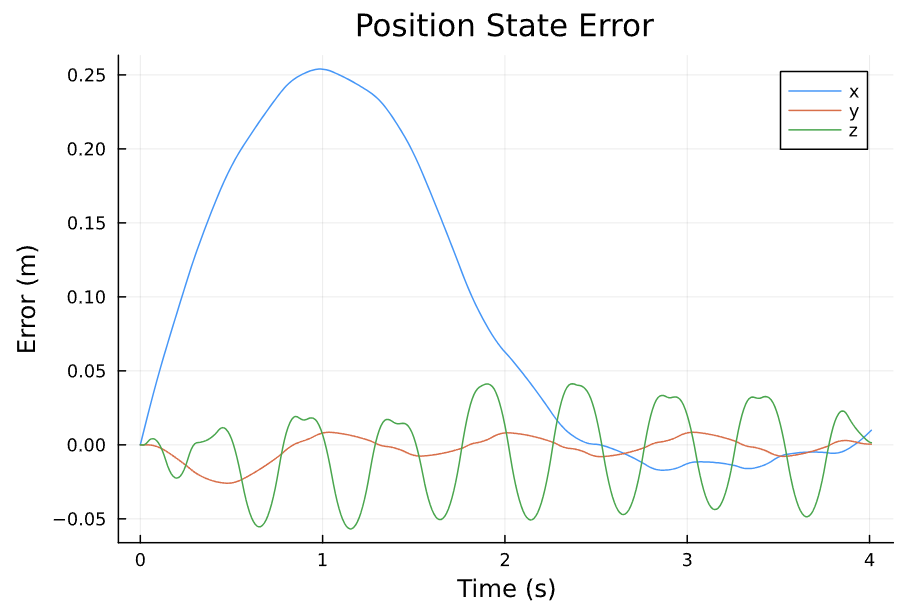 Position State Error
Error (m)
0.25
0.20
0.15
0.10
0.05
0.00
−0.05
x
y
z
0 1 2 3 4
Time (s)